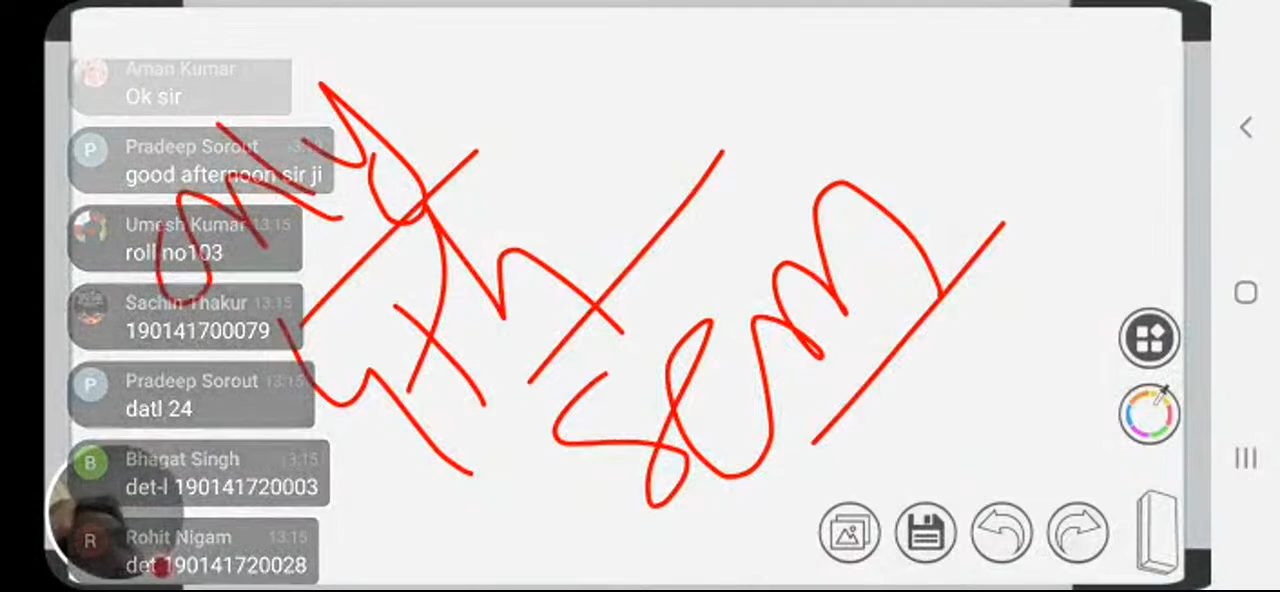 Aman Kumar
Ok sir
P
Pradeep Sorout 13:15
good afternoon sir ji
Umesh Kumar 13:15
roll no103
Sachin Thakur 13:15
190141700079
P
Pradeep Sorout 13:15
datl 24
B
Bhagat Singh 13:15
det-l 190141720003
R
Rohit Nigam 13:15
det 190141720028
only
4th
sem